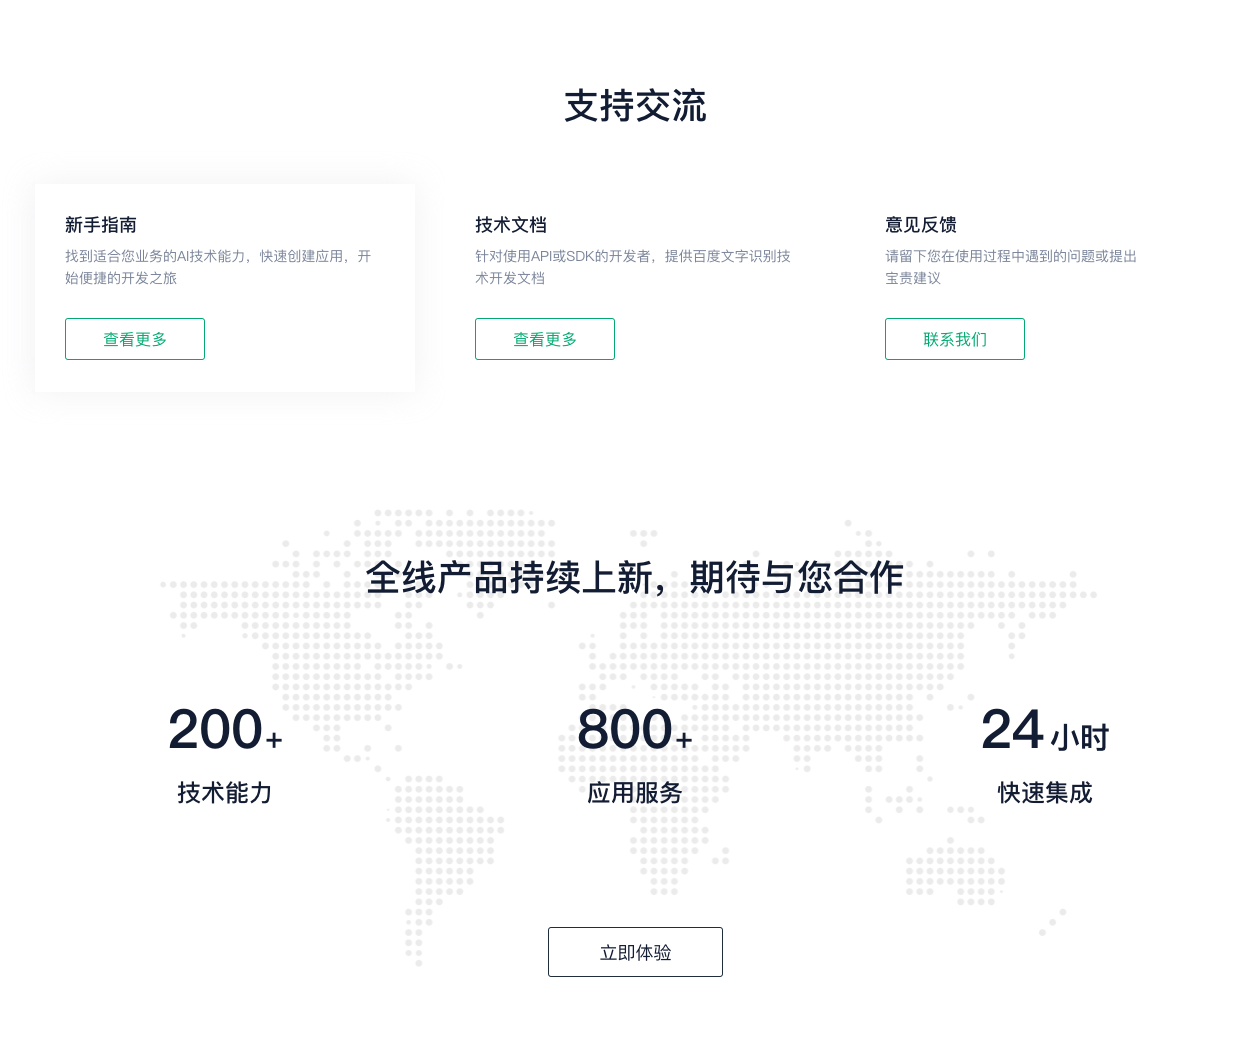 支持交流
新手指南
找到适合您业务的AI技术能力，快速创建应用，开
始便捷的开发之旅
查看更多
技术文档
针对使用API或SDK的开发者，提供百度文字识别技
术开发文档
查看更多
意见反馈
请留下您在使用过程中遇到的问题或提出
宝贵建议
联系我们
全线产品持续上新，期待与您合作
200+
技术能力
800+
应用服务
24 小时
快速集成
立即体验